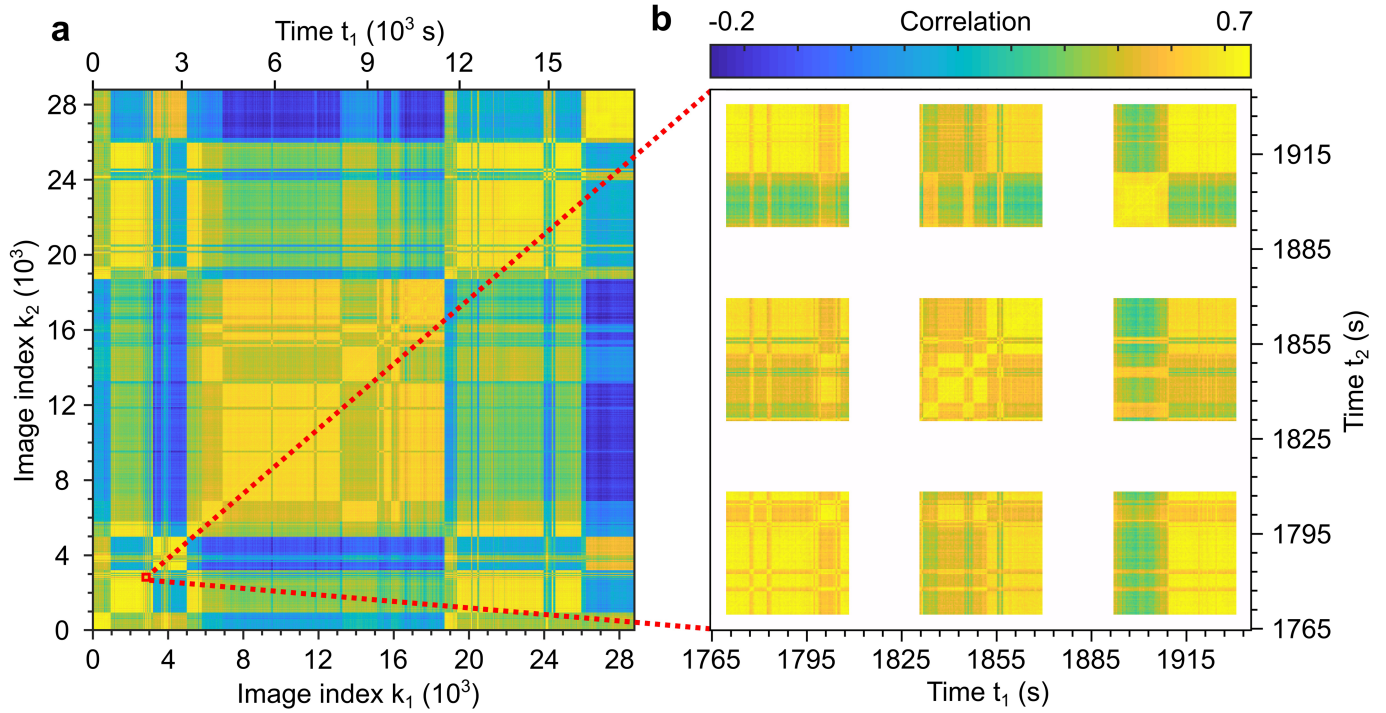 a
Time t1 (10^3 s)
0 3 6 9 12 15
28
24
20
16
12
8
4
0
Image index k2 (10^3)
0 4 8 12 16 20 24 28
Image index k1 (10^3)
b
-0.2 Correlation 0.7
1915
1885
1855
1825
1795
1765
Time t2 (s)
1765 1795 1825 1855 1885 1915
Time t1 (s)